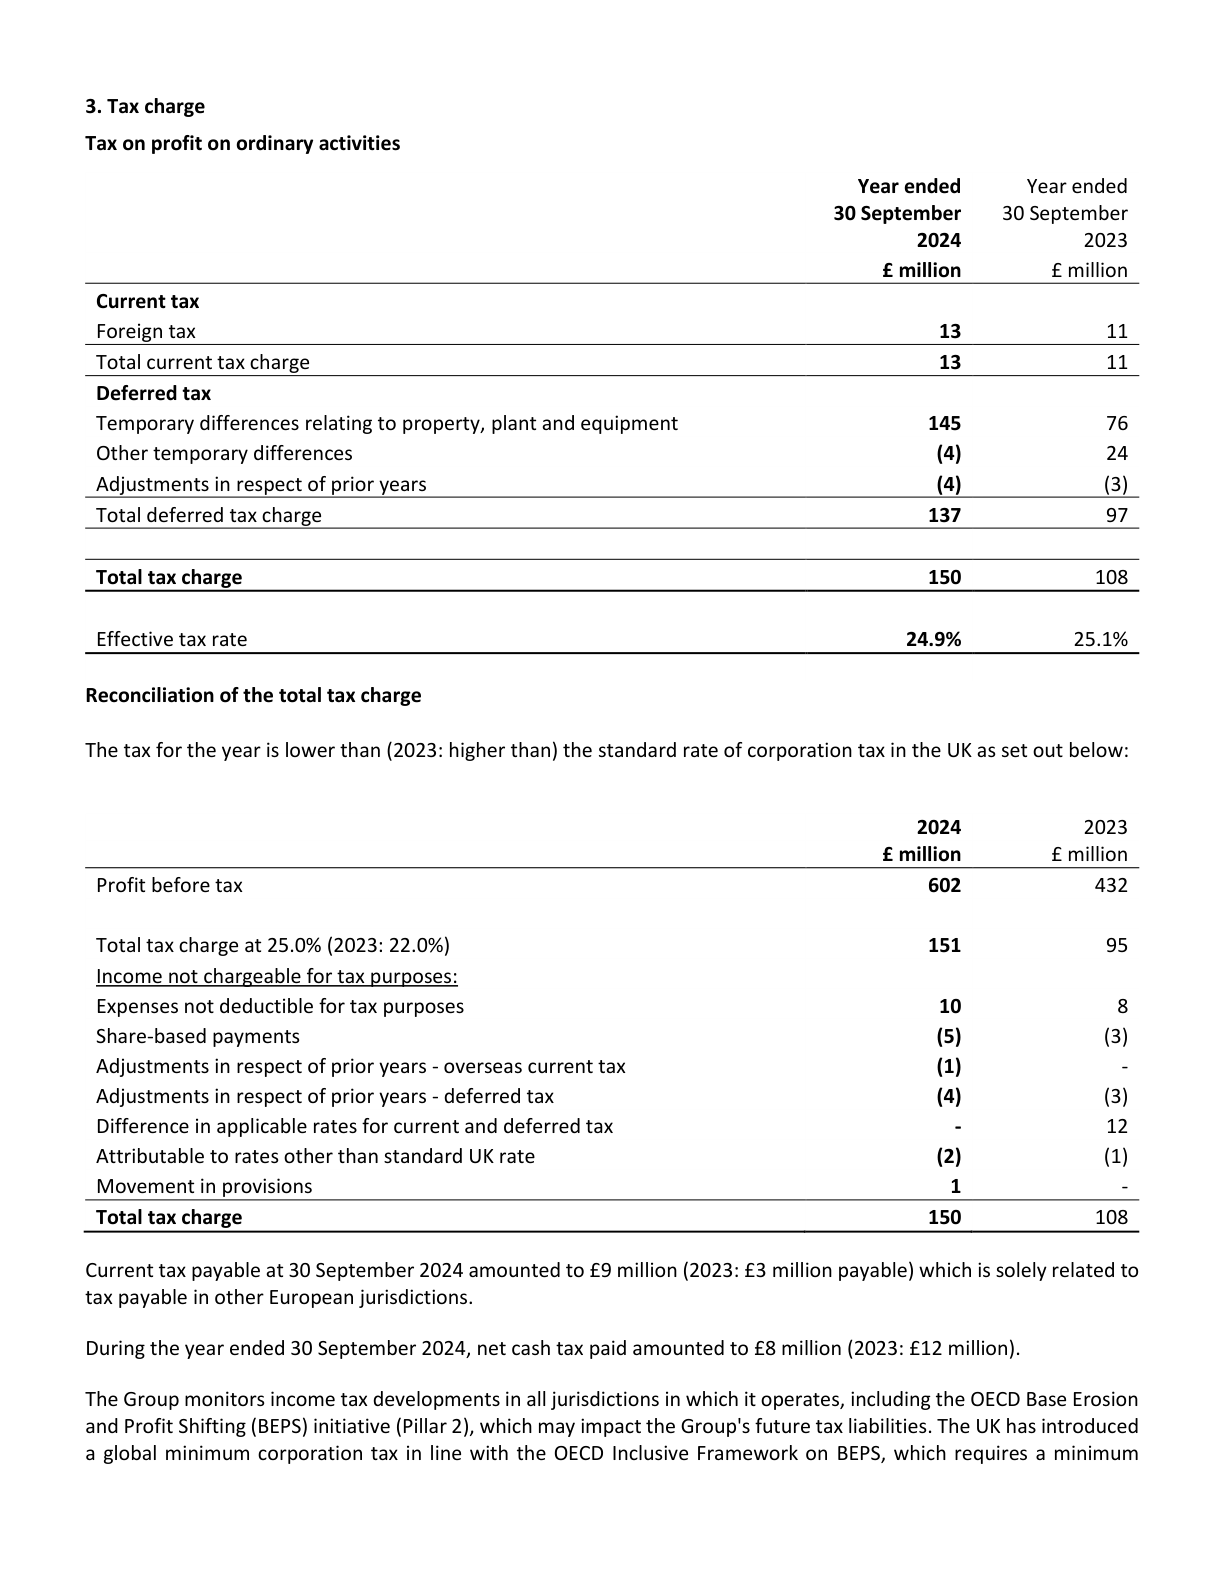 3. Tax charge
Tax on profit on ordinary activities
Year ended Year ended
30 September 30 September
2024 2023
£ million £ million
Current tax
Foreign tax 13 11
Total current tax charge 13 11
Deferred tax
Temporary differences relating to property, plant and equipment 145 76
Other temporary differences (4) 24
Adjustments in respect of prior years (4) (3)
Total deferred tax charge 137 97
Total tax charge 150 108
Effective tax rate 24.9% 25.1%
Reconciliation of the total tax charge
The tax for the year is lower than (2023: higher than) the standard rate of corporation tax in the UK as set out below:
2024 2023
£ million £ million
Profit before tax 602 432
Total tax charge at 25.0% (2023: 22.0%) 151 95
Income not chargeable for tax purposes:
Expenses not deductible for tax purposes 10 8
Share-based payments (5) (3)
Adjustments in respect of prior years - overseas current tax (1) -
Adjustments in respect of prior years - deferred tax (4) (3)
Difference in applicable rates for current and deferred tax - 12
Attributable to rates other than standard UK rate (2) (1)
Movement in provisions 1 -
Total tax charge 150 108
Current tax payable at 30 September 2024 amounted to £9 million (2023: £3 million payable) which is solely related to
tax payable in other European jurisdictions.
During the year ended 30 September 2024, net cash tax paid amounted to £8 million (2023: £12 million).
The Group monitors income tax developments in all jurisdictions in which it operates, including the OECD Base Erosion
and Profit Shifting (BEPS) initiative (Pillar 2), which may impact the Group's future tax liabilities. The UK has introduced
a global minimum corporation tax in line with the OECD Inclusive Framework on BEPS, which requires a minimum